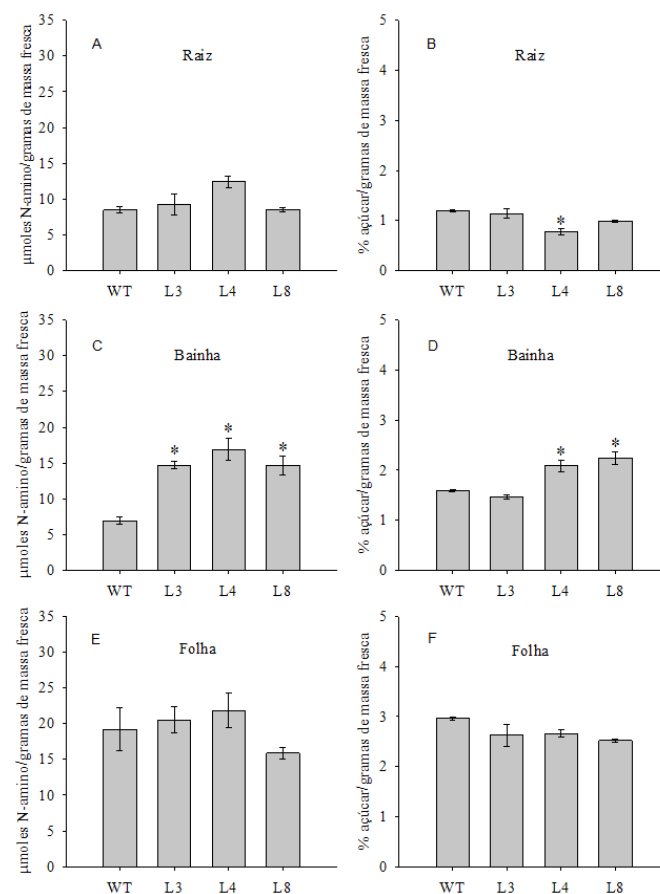 A
Raiz
µmoles N-amino/gramas de massa fresca
35
30
25
20
15
10
5
0
WT L3 L4 L8
B
Raiz
% açúcar/gramas de massa fresca
5
4
3
2
1
0
*
WT L3 L4 L8
C
Bainha
µmoles N-amino/gramas de massa fresca
35
30
25
20
15
10
5
0
* * *
WT L3 L4 L8
D
Bainha
% açúcar/gramas de massa fresca
5
4
3
2
1
0
* *
WT L3 L4 L8
E
Folha
µmoles N-amino/gramas de massa fresca
35
30
25
20
15
10
5
0
WT L3 L4 L8
F
Folha
% açúcar/gramas de massa fresca
5
4
3
2
1
0
WT L3 L4 L8